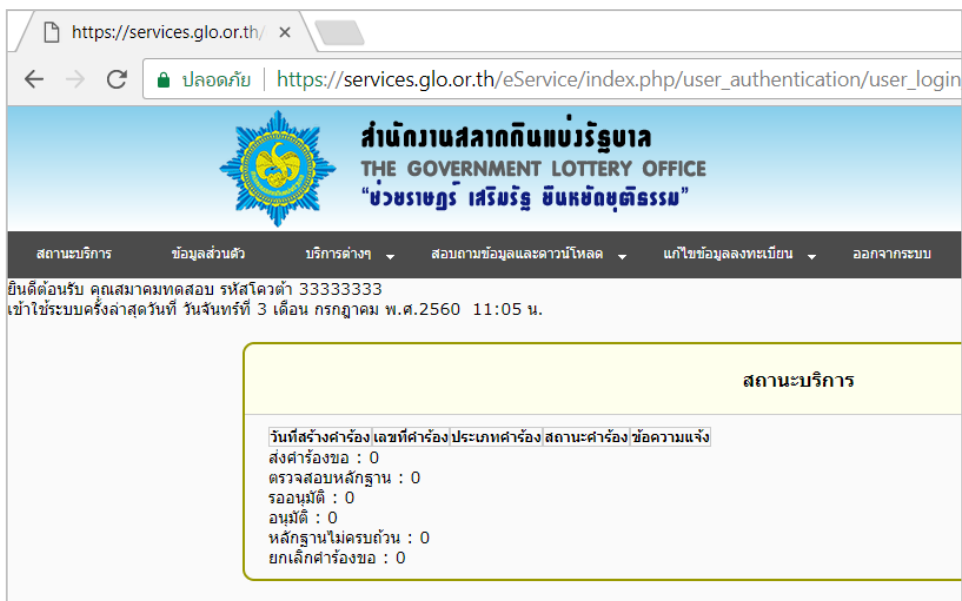 https://services.glo.or.th/
ปลอดภัย https://services.glo.or.th/eService/index.php/user_authentication/user_login
สำนักงานสลากกินแบ่งรัฐบาล
THE GOVERNMENT LOTTERY OFFICE
“ช่วยราษฎร์ เสริมรัฐ ยืนหยัดยุติธรรม”
สถานะบริการ ข้อมูลส่วนตัว บริการต่างๆ สอบถามข้อมูลและดาวน์โหลด แก้ไขข้อมูลลงทะเบียน ออกจากระบบ
ยินดีต้อนรับ คุณสมาคมทดสอบ รหัสโควต้า 33333333
เข้าใช้ระบบครั้งล่าสุดวันที่ วันจันทร์ที่ 3 เดือน กรกฎาคม พ.ศ.2560 11:05 น.
สถานะบริการ
วันที่สร้างคำร้อง เลขที่คำร้อง ประเภทคำร้อง สถานะคำร้อง ข้อความแจ้ง
ส่งคำร้องขอ : 0
ตรวจสอบหลักฐาน : 0
รออนุมัติ : 0
อนุมัติ : 0
หลักฐานไม่ครบถ้วน : 0
ยกเลิกคำร้องขอ : 0